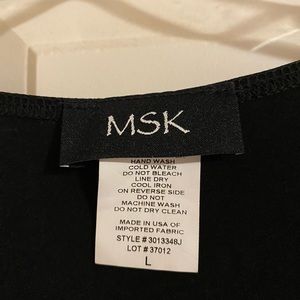 MSK
HAND WASH
COLD WATER
DO NOT BLEACH
LINE DRY
COOL IRON
ON REVERSE SIDE
DO NOT
MACHINE WASH
DO NOT DRY CLEAN
MADE IN USA OF
IMPORTED FABRIC
STYLE # 3013348J
LOT # 37012
L